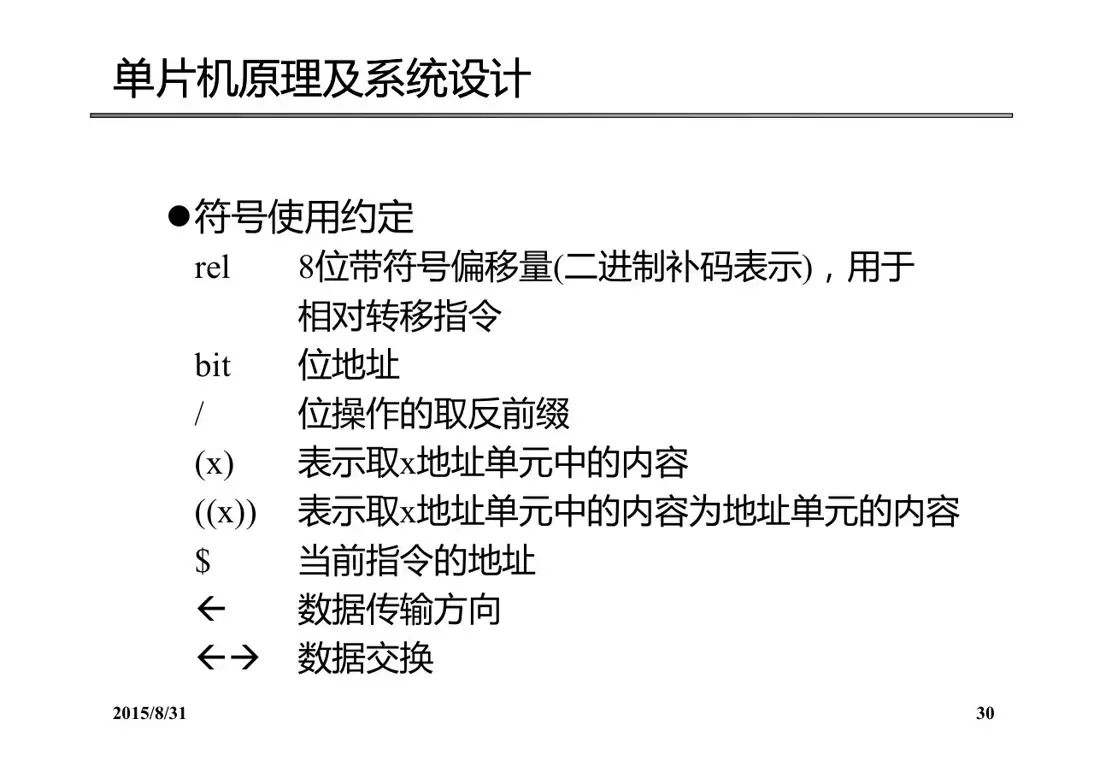 单片机原理及系统设计
●符号使用约定
rel 8位带符号偏移量(二进制补码表示)，用于
相对转移指令
bit 位地址
/ 位操作的取反前缀
(x) 表示取x地址单元中的内容
((x)) 表示取x地址单元中的内容为地址单元的内容
$ 当前指令的地址
← 数据传输方向
←→ 数据交换
2015/8/31 30